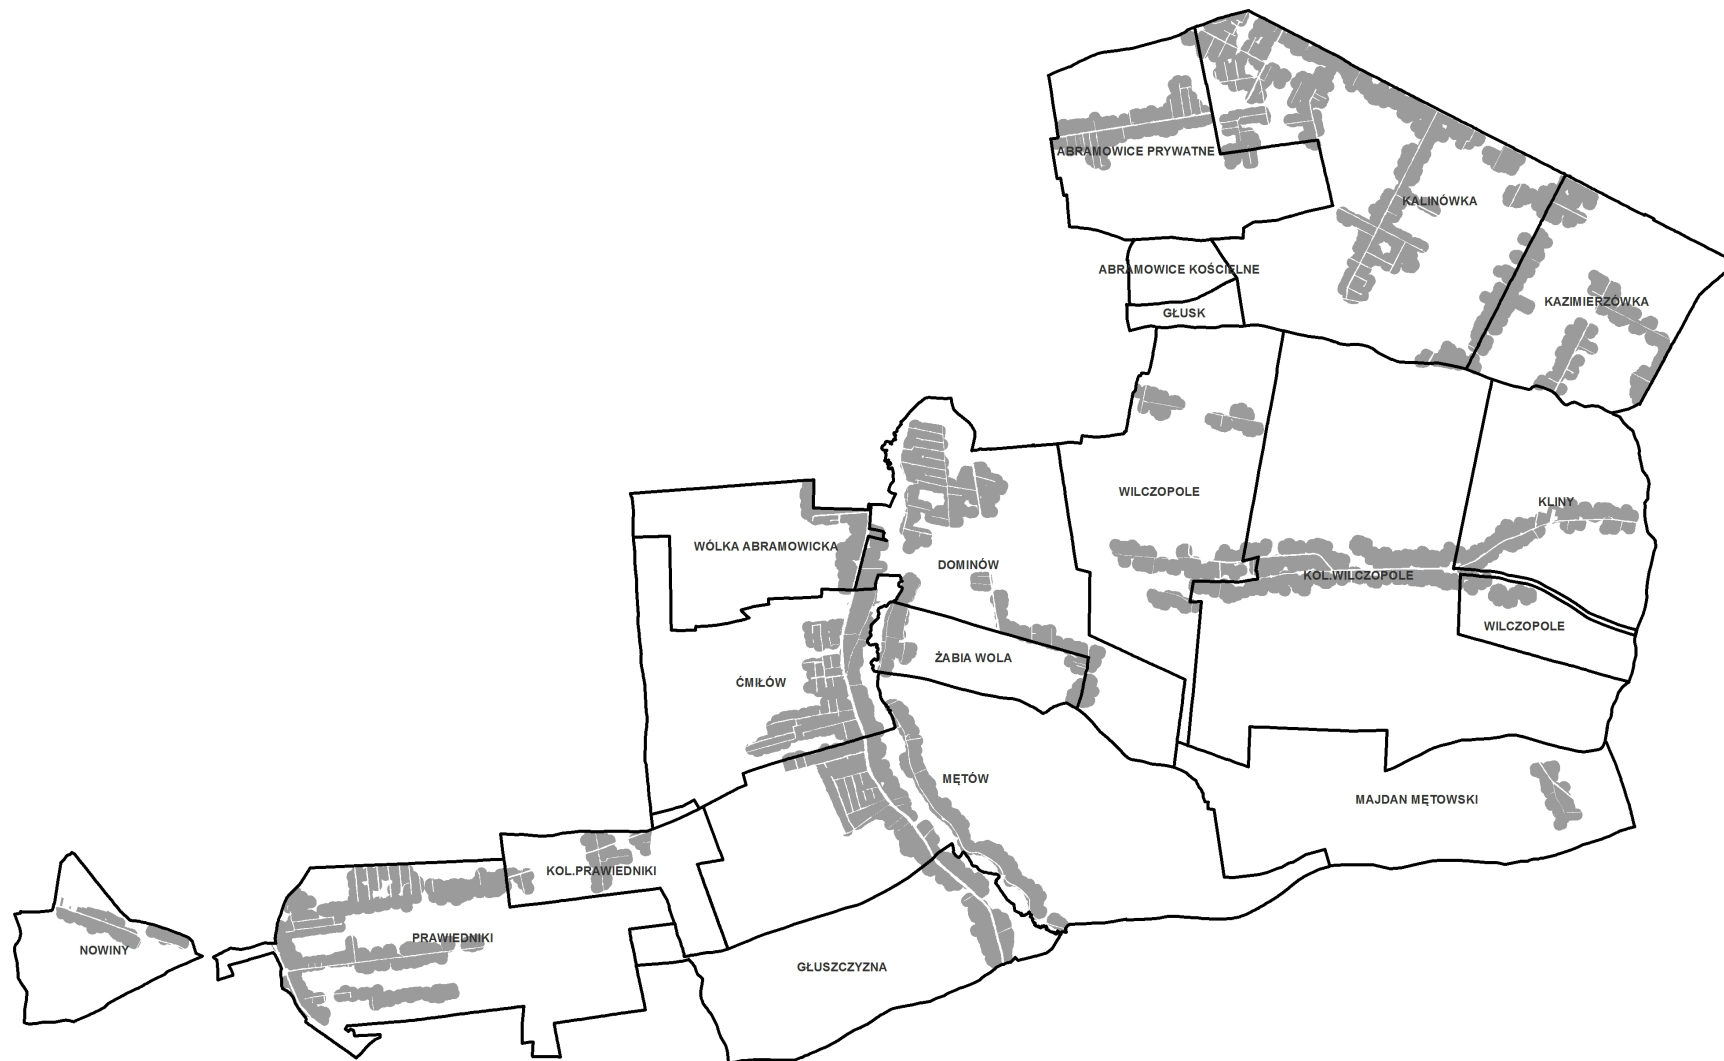 ABRAMOWICE PRYWATNE
KALINÓWKA
ABRAMOWICE KOŚCIELNE
KAZIMIERZÓWKA
GŁUSK
WILCZOPOLE
KLINY
WÓLKA ABRAMOWICKA
DOMINÓW
KOL.WILCZOPOLE
WILCZOPOLE
ŻABIA WOLA
ĆMIŁÓW
MĘTÓW
MAJDAN MĘTOWSKI
KOL.PRAWIEDNIKI
PRAWIEDNIKI
NOWINY
GŁUSZCZYZNA